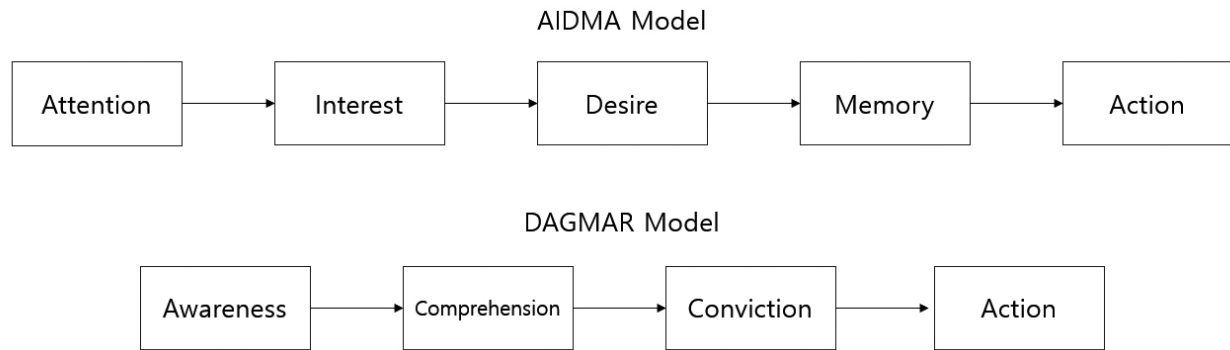 AIDMA Model
Attention
Interest
Desire
Memory
Action
DAGMAR Model
Awareness
Comprehension
Conviction
Action